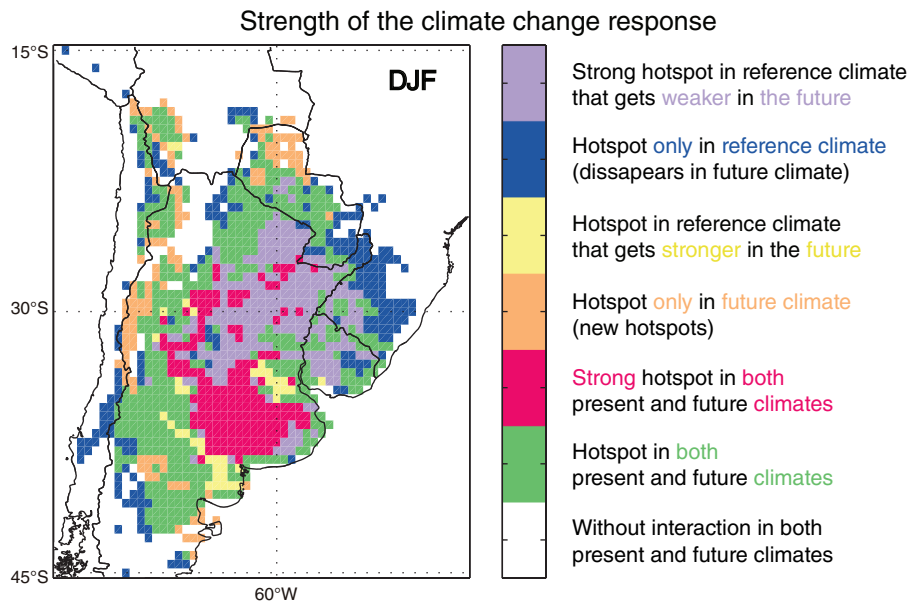 Strength of the climate change response
15°S
DJF
30°S
45°S
60°W
Strong hotspot in reference climate
that gets weaker in the future
Hotspot only in reference climate
(dissapears in future climate)
Hotspot in reference climate
that gets stronger in the future
Hotspot only in future climate
(new hotspots)
Strong hotspot in both
present and future climates
Hotspot in both
present and future climates
Without interaction in both
present and future climates